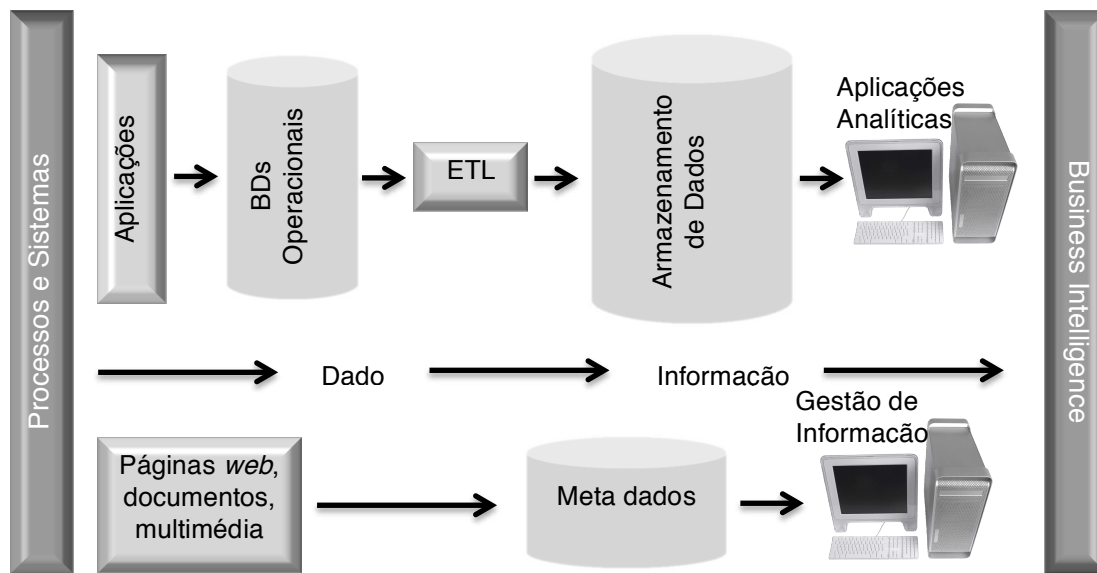 Processos e Sistemas
Aplicações
BDs
Operacionais
ETL
Armazenamento
de Dados
Aplicações
Analíticas
Business Intelligence
Dado
Informacão
Páginas web,
documentos,
multimédia
Meta dados
Gestão de
Informação